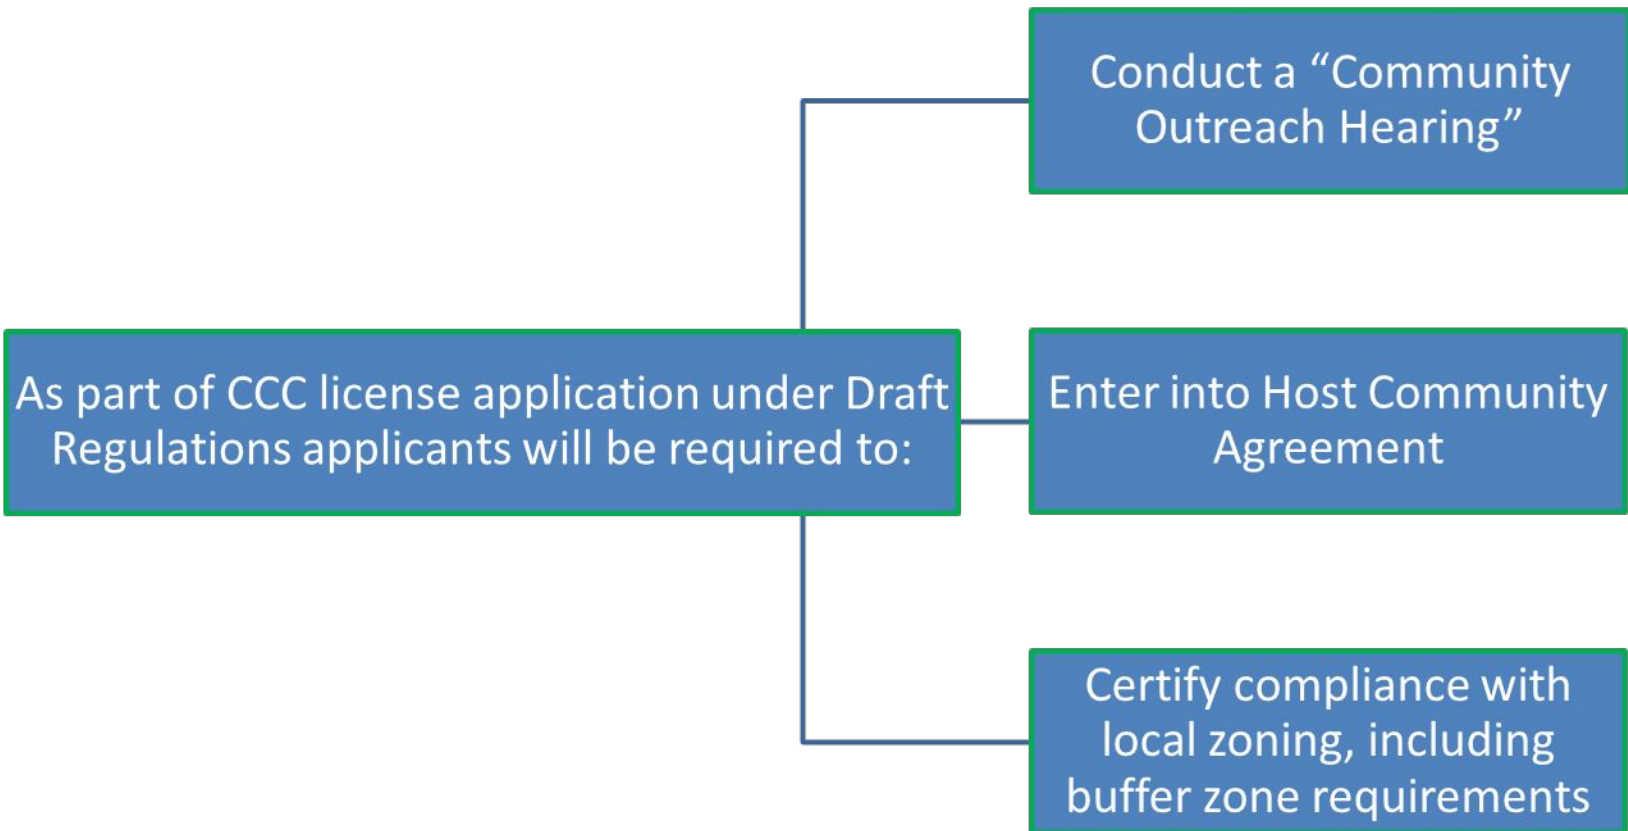 Conduct a “Community
Outreach Hearing”
As part of CCC license application under Draft
Regulations applicants will be required to:
Enter into Host Community
Agreement
Certify compliance with
local zoning, including
buffer zone requirements